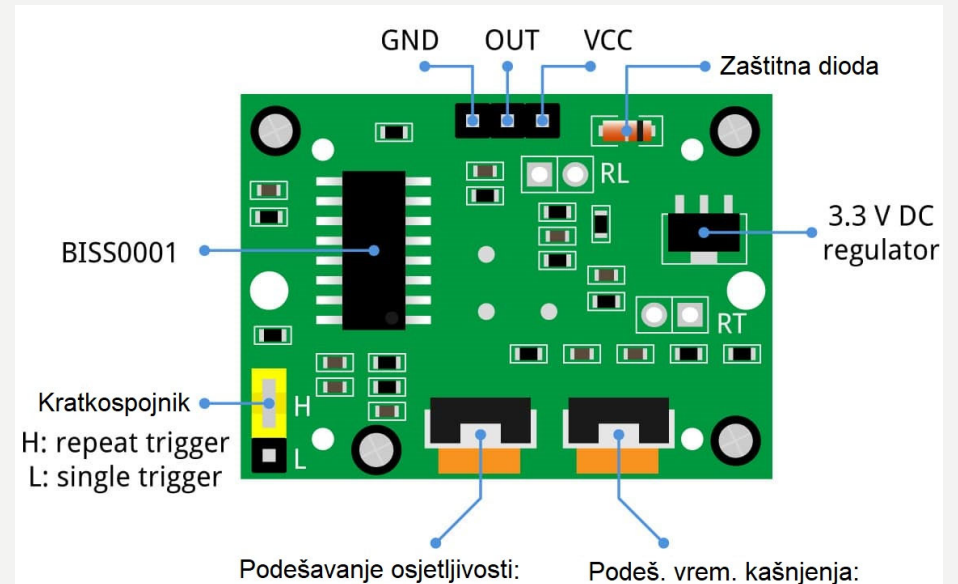 GND OUT VCC
Zaštitna dioda
RL
3.3 V DC
regulator
BISS0001
RT
Kratkospojnik
H
H: repeat trigger
L
L: single trigger
Podešavanje osjetljivosti:
Podeš. vrem. kašnjenja: